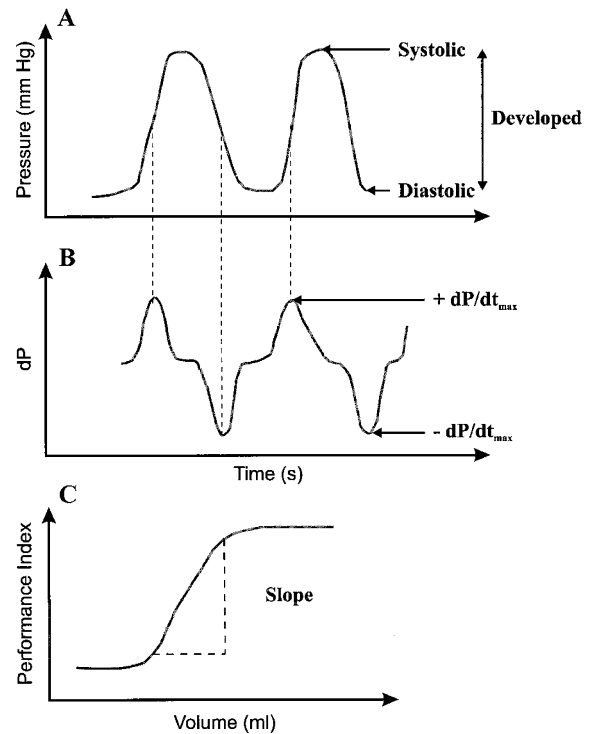 A
Pressure (mm Hg)
Systolic
Developed
Diastolic
B
dP
+ dP/dtmax
- dP/dtmax
Time (s)
C
Performance Index
Slope
Volume (ml)